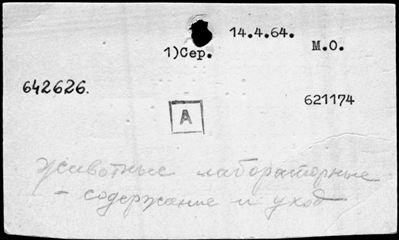 14.4.64.
1)Сер.
М.О.
642626.
621174
А
Животные лабораторные
- содержание и уход